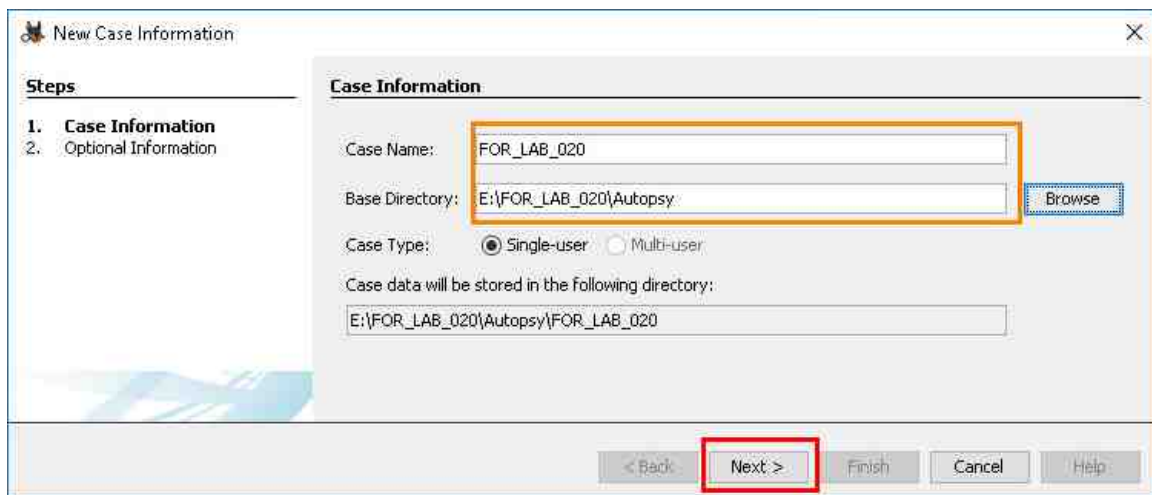 New Case Information
Steps
1. Case Information
2. Optional Information
Case Information
Case Name: FOR_LAB_020
Base Directory: E:\FOR_LAB_020\Autopsy Browse
Case Type: Single-user Multi-user
Case data will be stored in the following directory:
E:\FOR_LAB_020\Autopsy\FOR_LAB_020
< Back Next > Finish Cancel Help